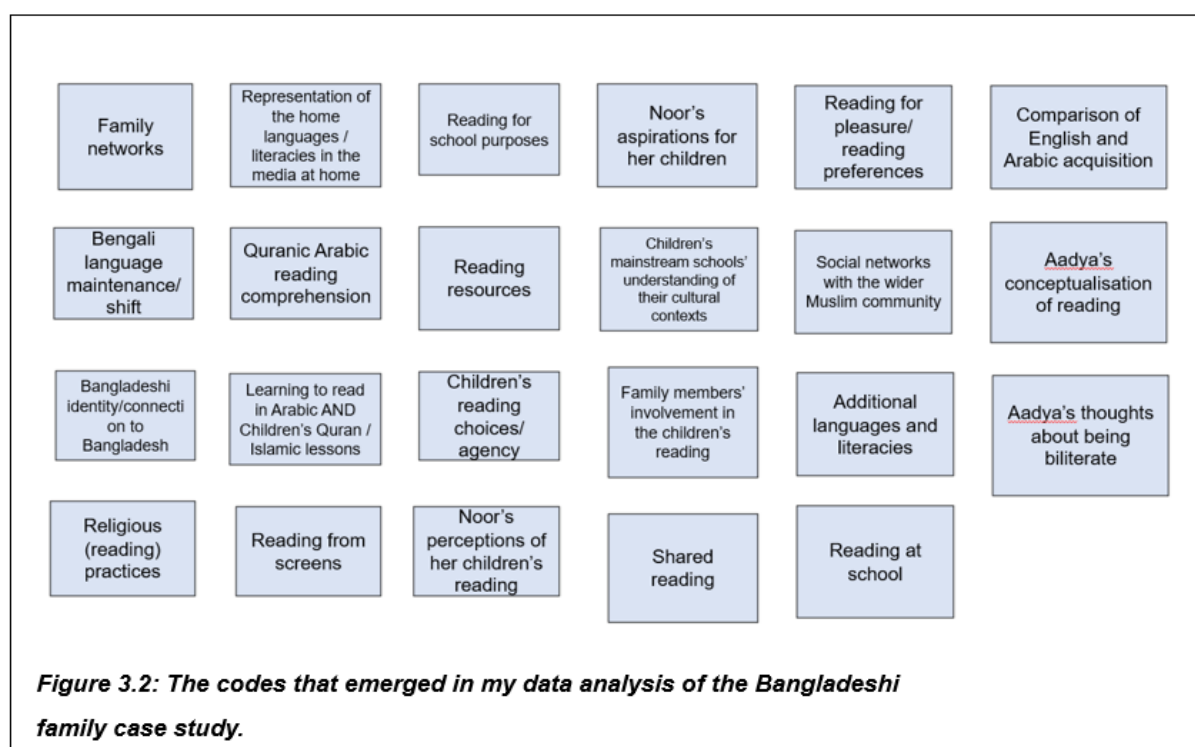 Family
networks
Representation of
the home
languages /
literacies in the
media at home
Reading for
school purposes
Noor's
aspirations for
her children
Reading for
pleasure/
reading
preferences
Comparison of
English and
Arabic acquisition
Bengali
language
maintenance/
shift
Quranic Arabic
reading
comprehension
Reading
resources
Children's
mainstream schools'
understanding of
their cultural
contexts
Social networks
with the wider
Muslim community
Aadya's
conceptualisation
of reading
Bangladeshi
identity/connecti
on to
Bangladesh
Learning to read
in Arabic AND
Children's Quran /
Islamic lessons
Children's
reading
choices/
agency
Family members'
involvement in
the children's
reading
Additional
languages and
literacies
Aadya's thoughts
about being
biliterate
Religious
(reading)
practices
Reading from
screens
Noor's
perceptions of
her children's
reading
Shared
reading
Reading at
school
Figure 3.2: The codes that emerged in my data analysis of the Bangladeshi
family case study.